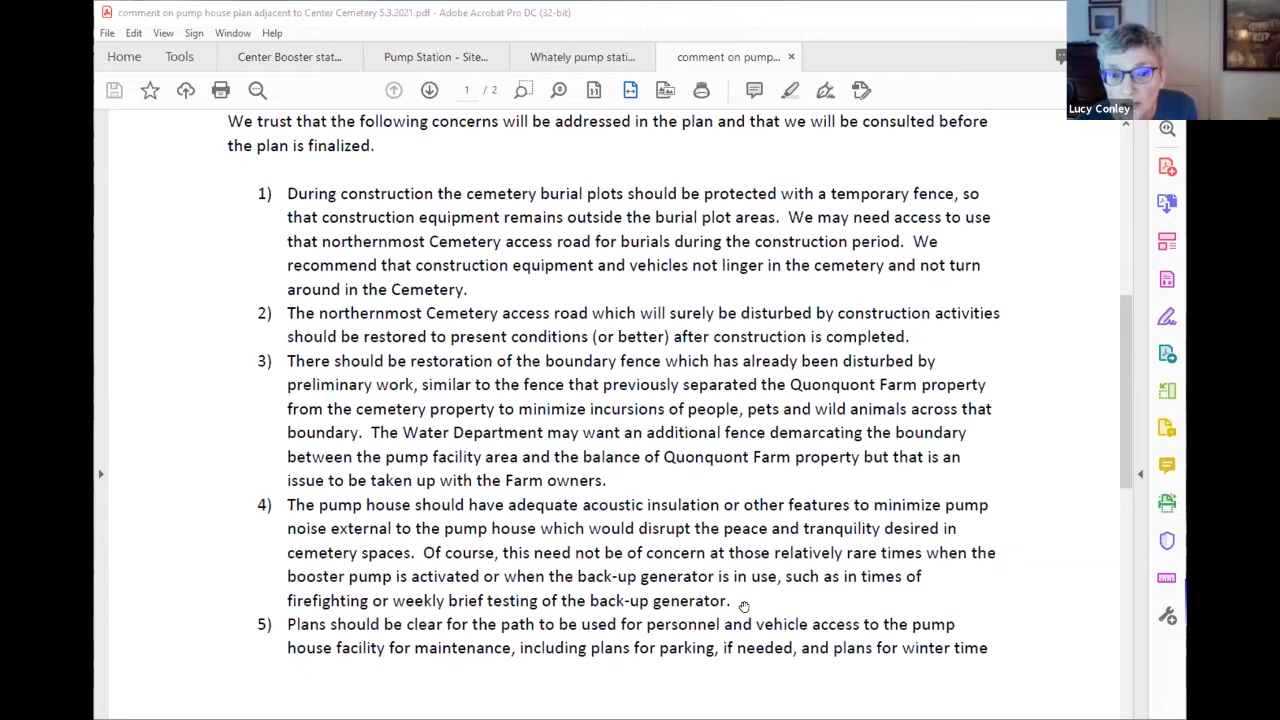 comment on pump house plan adjacent to Center Cemetery 5.3.2021.pdf - Adobe Acrobat Pro DC (32-bit)
File Edit View Sign Window Help
Home Tools Center Booster stat... Pump Station - Site... Whately pump stati... comment on pump... ×
1 / 2
Lucy Conley
We trust that the following concerns will be addressed in the plan and that we will be consulted before
the plan is finalized.
1) During construction the cemetery burial plots should be protected with a temporary fence, so
that construction equipment remains outside the burial plot areas. We may need access to use
that northernmost Cemetery access road for burials during the construction period. We
recommend that construction equipment and vehicles not linger in the cemetery and not turn
around in the Cemetery.
2) The northernmost Cemetery access road which will surely be disturbed by construction activities
should be restored to present conditions (or better) after construction is completed.
3) There should be restoration of the boundary fence which has already been disturbed by
preliminary work, similar to the fence that previously separated the Quonquont Farm property
from the cemetery property to minimize incursions of people, pets and wild animals across that
boundary. The Water Department may want an additional fence demarcating the boundary
between the pump facility area and the balance of Quonquont Farm property but that is an
issue to be taken up with the Farm owners.
4) The pump house should have adequate acoustic insulation or other features to minimize pump
noise external to the pump house which would disrupt the peace and tranquility desired in
cemetery spaces. Of course, this need not be of concern at those relatively rare times when the
booster pump is activated or when the back-up generator is in use, such as in times of
firefighting or weekly brief testing of the back-up generator.
5) Plans should be clear for the path to be used for personnel and vehicle access to the pump
house facility for maintenance, including plans for parking, if needed, and plans for winter time